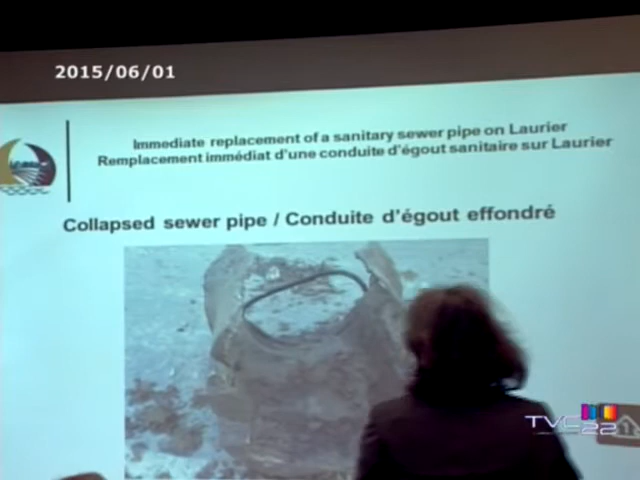 2015/06/01
Immediate replacement of a sanitary sewer pipe on Laurier
Remplacement immédiat d'une conduite d'égout sanitaire sur Laurier
Collapsed sewer pipe / Conduite d'égout effondré
TVC22